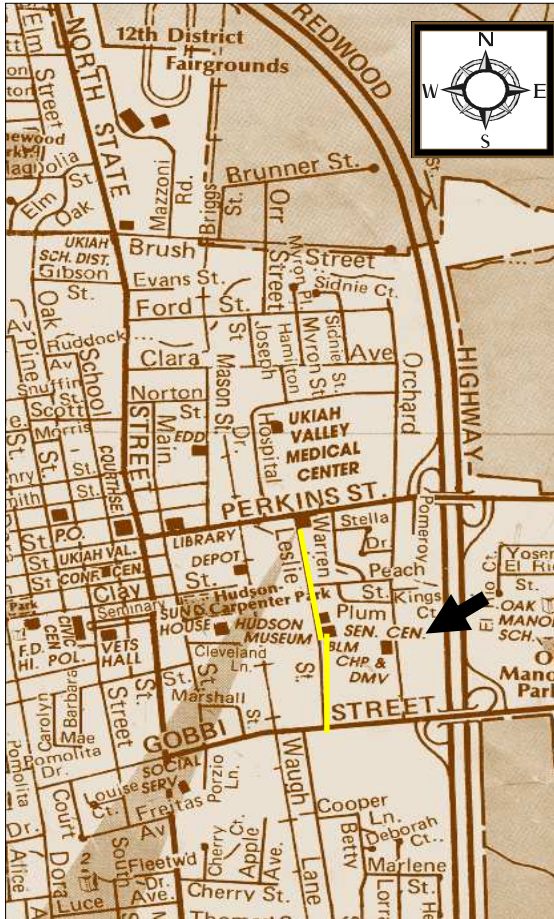 REDWOOD
HIGHWAY
N
W
E
S
12th District
Fairgrounds
NORTH
STATE
STREET
Elm
Street
Elm
St.
Oak
Mazzoni
Rd.
Briggs
St.
Brunner St.
Orr
Street
UKIAH
SCH. DIST.
Gibson
St.
Brush
Street
Evans St.
Myron Pl.
Sidnie Ct.
Ford St.
Oak
Pine
School
Ruddock
Av
Clara
Ave
St
Mason St.
Joseph
Hamilton
Myron St
Sidnie St.
Orchard
Snuffin
St
Scott
Morris
St.
Norton
St.
Main
EDD
Dr.
Hospital
UKIAH
VALLEY
MEDICAL
CENTER
COURTHSE
St.
PERKINS ST.
P.O.
LIBRARY
DEPOT
Leslie
St.
Warren
Stella
Dr.
Peach
St.
Pomeroy
Kings
Ct
UKIAH VAL.
CONF. CEN.
Clay
St.
Seminary
Hudson-
Carpenter Park
SUN
HOUSE
HUDSON
MUSEUM
Plum
SEN. CEN.
BLM
CHP. &
DMV
Park
F.D.
CIVIC
CEN
POL.
VETS
HALL
Cleveland
Ln.
Marshall
St.
OAK
MANOR
SCH.
Park
Carolyn
Barbara
Mae
Pomolita
Dr.
Street
St.
GOBBI
STREET
Pomolita
Dr.
Court
Dora
Louise
Ct.
SOCIAL
SERV
Freitas
Av
Porzio
Ln.
South
Fleetw'd
Dr.
Ave.
Luce
Alice
Cherry
Ct.
Apple
Ave.
Cherry St.
Waugh
Lane
Cooper
Ln.
Betty
Deborah
Ct.
Marlene
St.